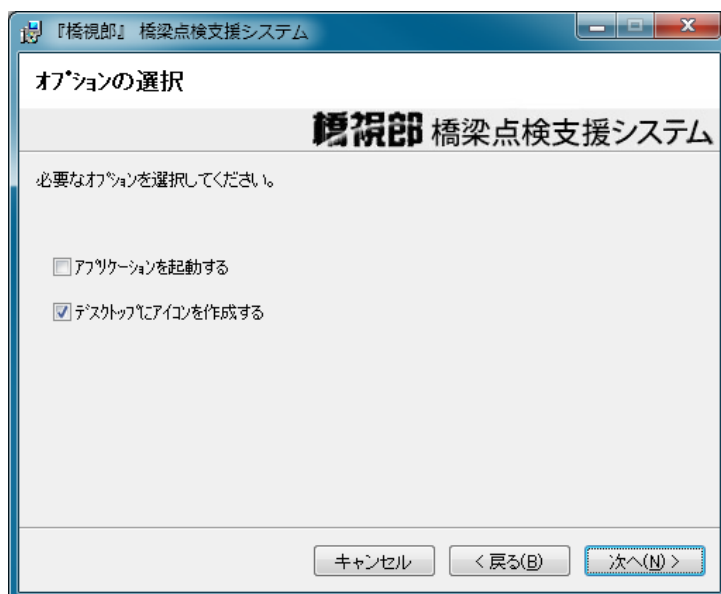 『橋視郎』 橋梁点検支援システム
オプションの選択
橋視郎 橋梁点検支援システム
必要なオプションを選択してください。
アプリケーションを起動する
デスクトップにアイコンを作成する
キャンセル
< 戻る(B)
次へ(N) >